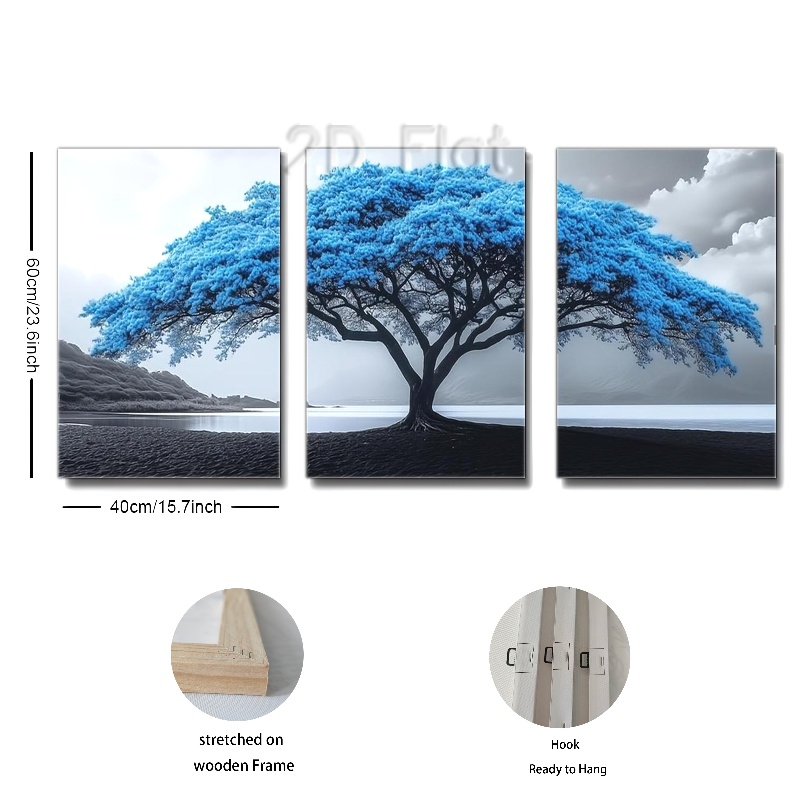 2D Flat
60cm/23.6inch
40cm/15.7inch
stretched on
wooden Frame
Hook
Ready to Hang